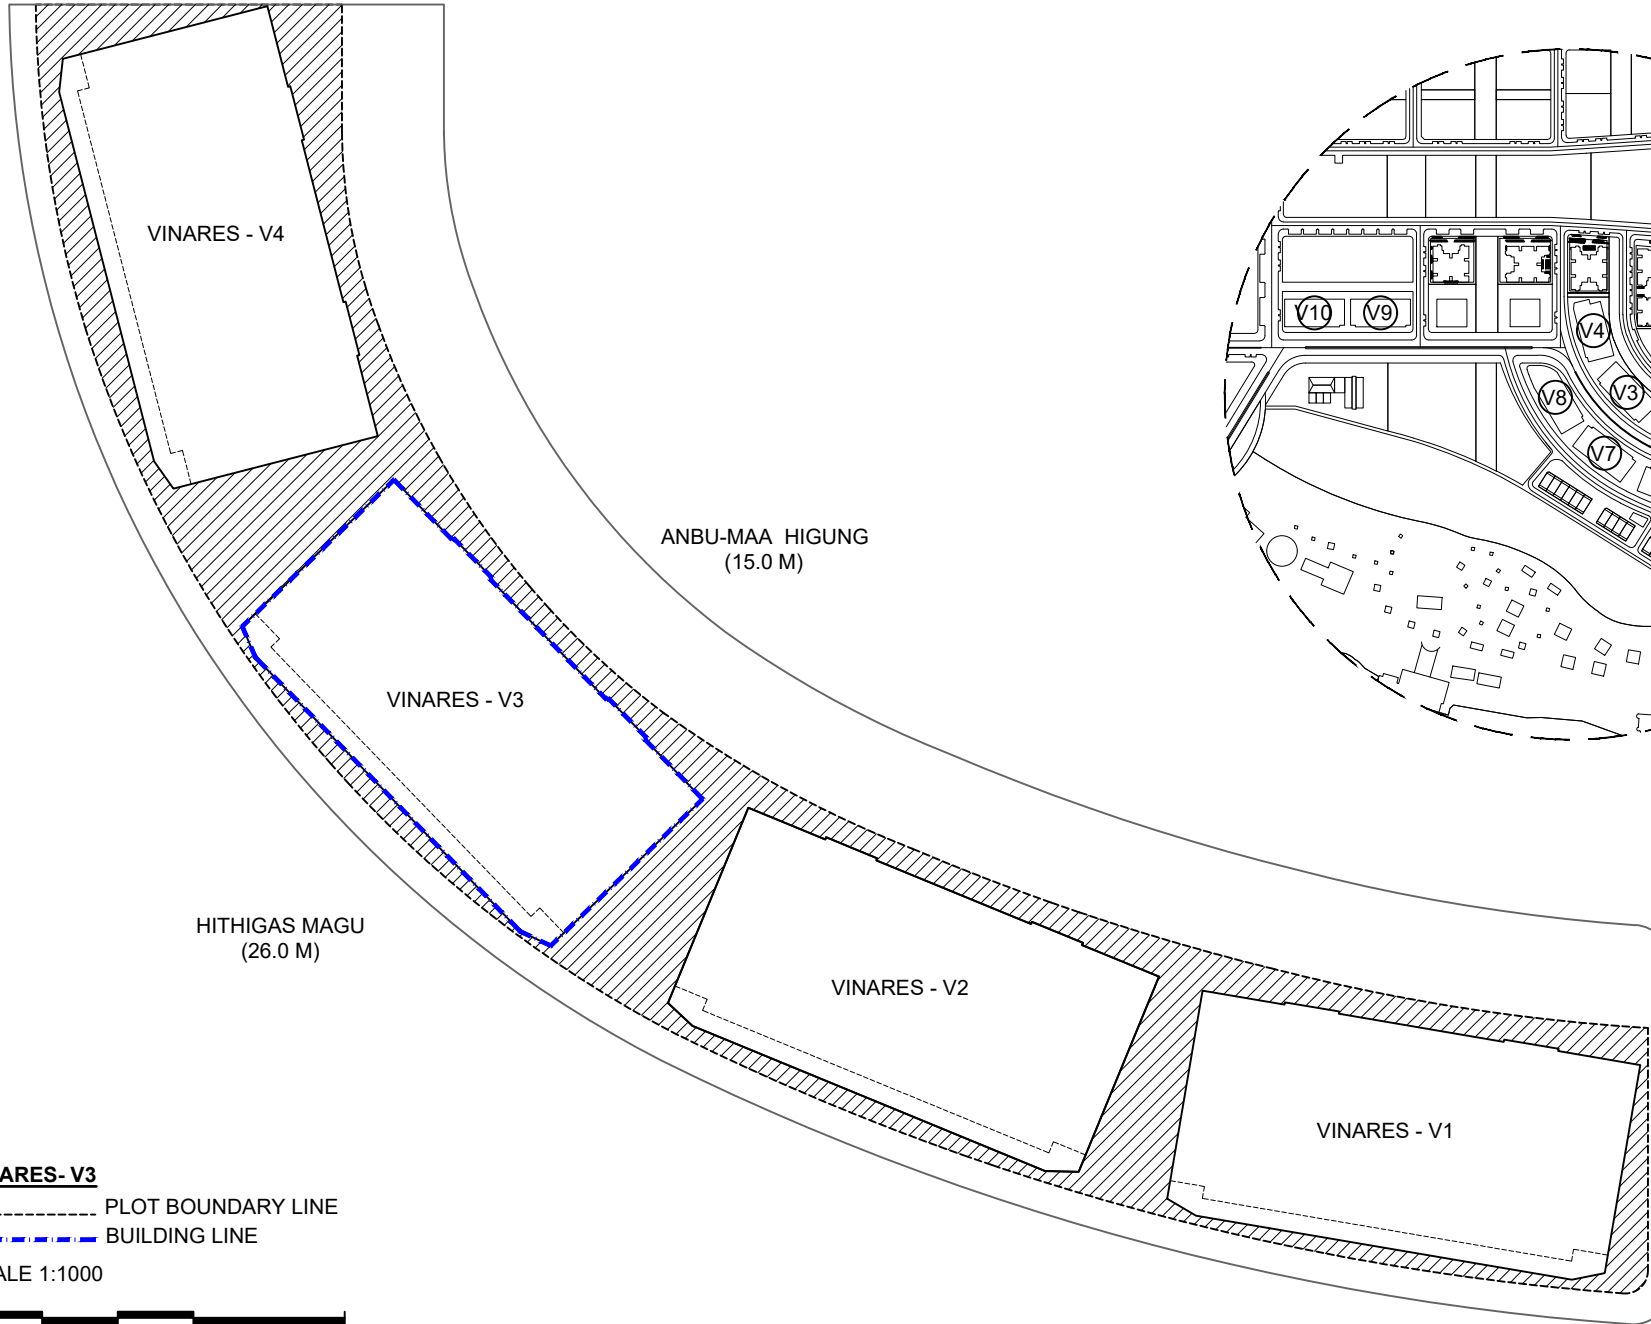 VINARES - V4
V10
V9
V4
V3
V8
V7
ANBU-MAA HIGUNG
(15.0 M)
VINARES - V3
HITHIGAS MAGU
(26.0 M)
VINARES - V2
VINARES - V1
ARES- V3
PLOT BOUNDARY LINE
BUILDING LINE
ALE 1:1000